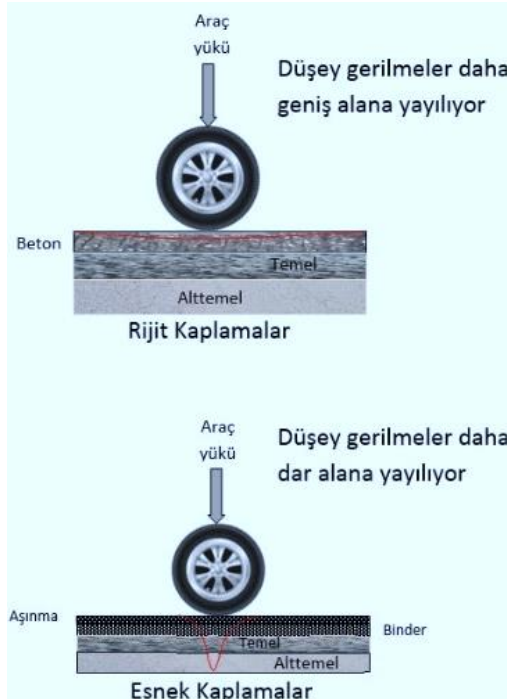 Araç
yükü
Düşey gerilmeler daha
geniş alana yayılıyor
Beton
Temel
Alttemel
Rijit Kaplamalar
Araç
yükü
Düşey gerilmeler daha
dar alana yayılıyor
Aşınma
Binder
Temel
Alttemel
Esnek Kaplamalar